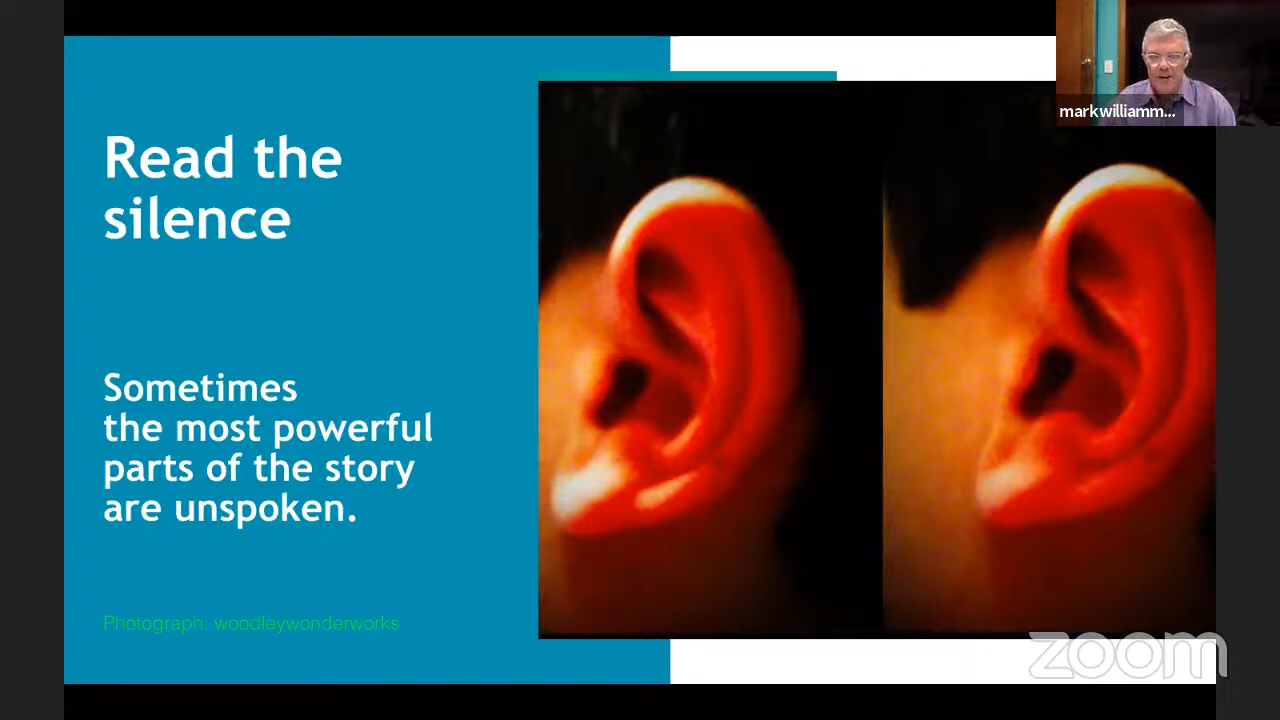 Read the
silence
Sometimes
the most powerful
parts of the story
are unspoken.
Photograph: woodleywonderworks
markwilliamm...
zoom